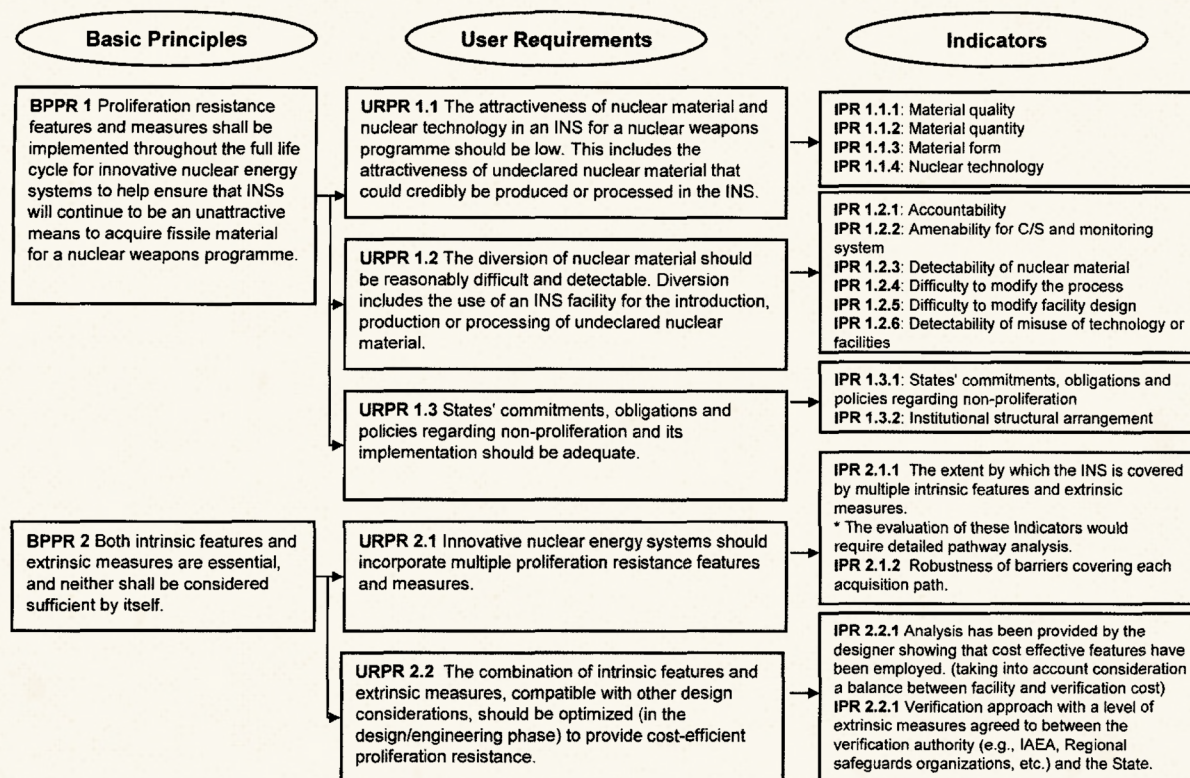 Basic Principles
User Requirements
Indicators
BPPR 1 Proliferation resistance
features and measures shall be
implemented throughout the full life
cycle for innovative nuclear energy
systems to help ensure that INSs
will continue to be an unattractive
means to acquire fissile material
for a nuclear weapons programme.
URPR 1.1 The attractiveness of nuclear material and
nuclear technology in an INS for a nuclear weapons
programme should be low. This includes the
attractiveness of undeclared nuclear material that
could credibly be produced or processed in the INS.
IPR 1.1.1: Material quality
IPR 1.1.2: Material quantity
IPR 1.1.3: Material form
IPR 1.1.4: Nuclear technology
URPR 1.2 The diversion of nuclear material should
be reasonably difficult and detectable. Diversion
includes the use of an INS facility for the introduction,
production or processing of undeclared nuclear
material.
IPR 1.2.1: Accountability
IPR 1.2.2: Amenability for C/S and monitoring
system
IPR 1.2.3: Detectability of nuclear material
IPR 1.2.4: Difficulty to modify the process
IPR 1.2.5: Difficulty to modify facility design
IPR 1.2.6: Detectability of misuse of technology or
facilities
URPR 1.3 States' commitments, obligations and
policies regarding non-proliferation and its
implementation should be adequate.
IPR 1.3.1: States' commitments, obligations and
policies regarding non-proliferation
IPR 1.3.2: Institutional structural arrangement
BPPR 2 Both intrinsic features and
extrinsic measures are essential,
and neither shall be considered
sufficient by itself.
URPR 2.1 Innovative nuclear energy systems should
incorporate multiple proliferation resistance features
and measures.
IPR 2.1.1 The extent by which the INS is covered
by multiple intrinsic features and extrinsic
measures.
* The evaluation of these Indicators would
require detailed pathway analysis.
IPR 2.1.2 Robustness of barriers covering each
acquisition path.
URPR 2.2 The combination of intrinsic features and
extrinsic measures, compatible with other design
considerations, should be optimized (in the
design/engineering phase) to provide cost-efficient
proliferation resistance.
IPR 2.2.1 Analysis has been provided by the
designer showing that cost effective features have
been employed. (taking into account consideration
a balance between facility and verification cost)
IPR 2.2.1 Verification approach with a level of
extrinsic measures agreed to between the
verification authority (e.g., IAEA, Regional
safeguards organizations, etc.) and the State.